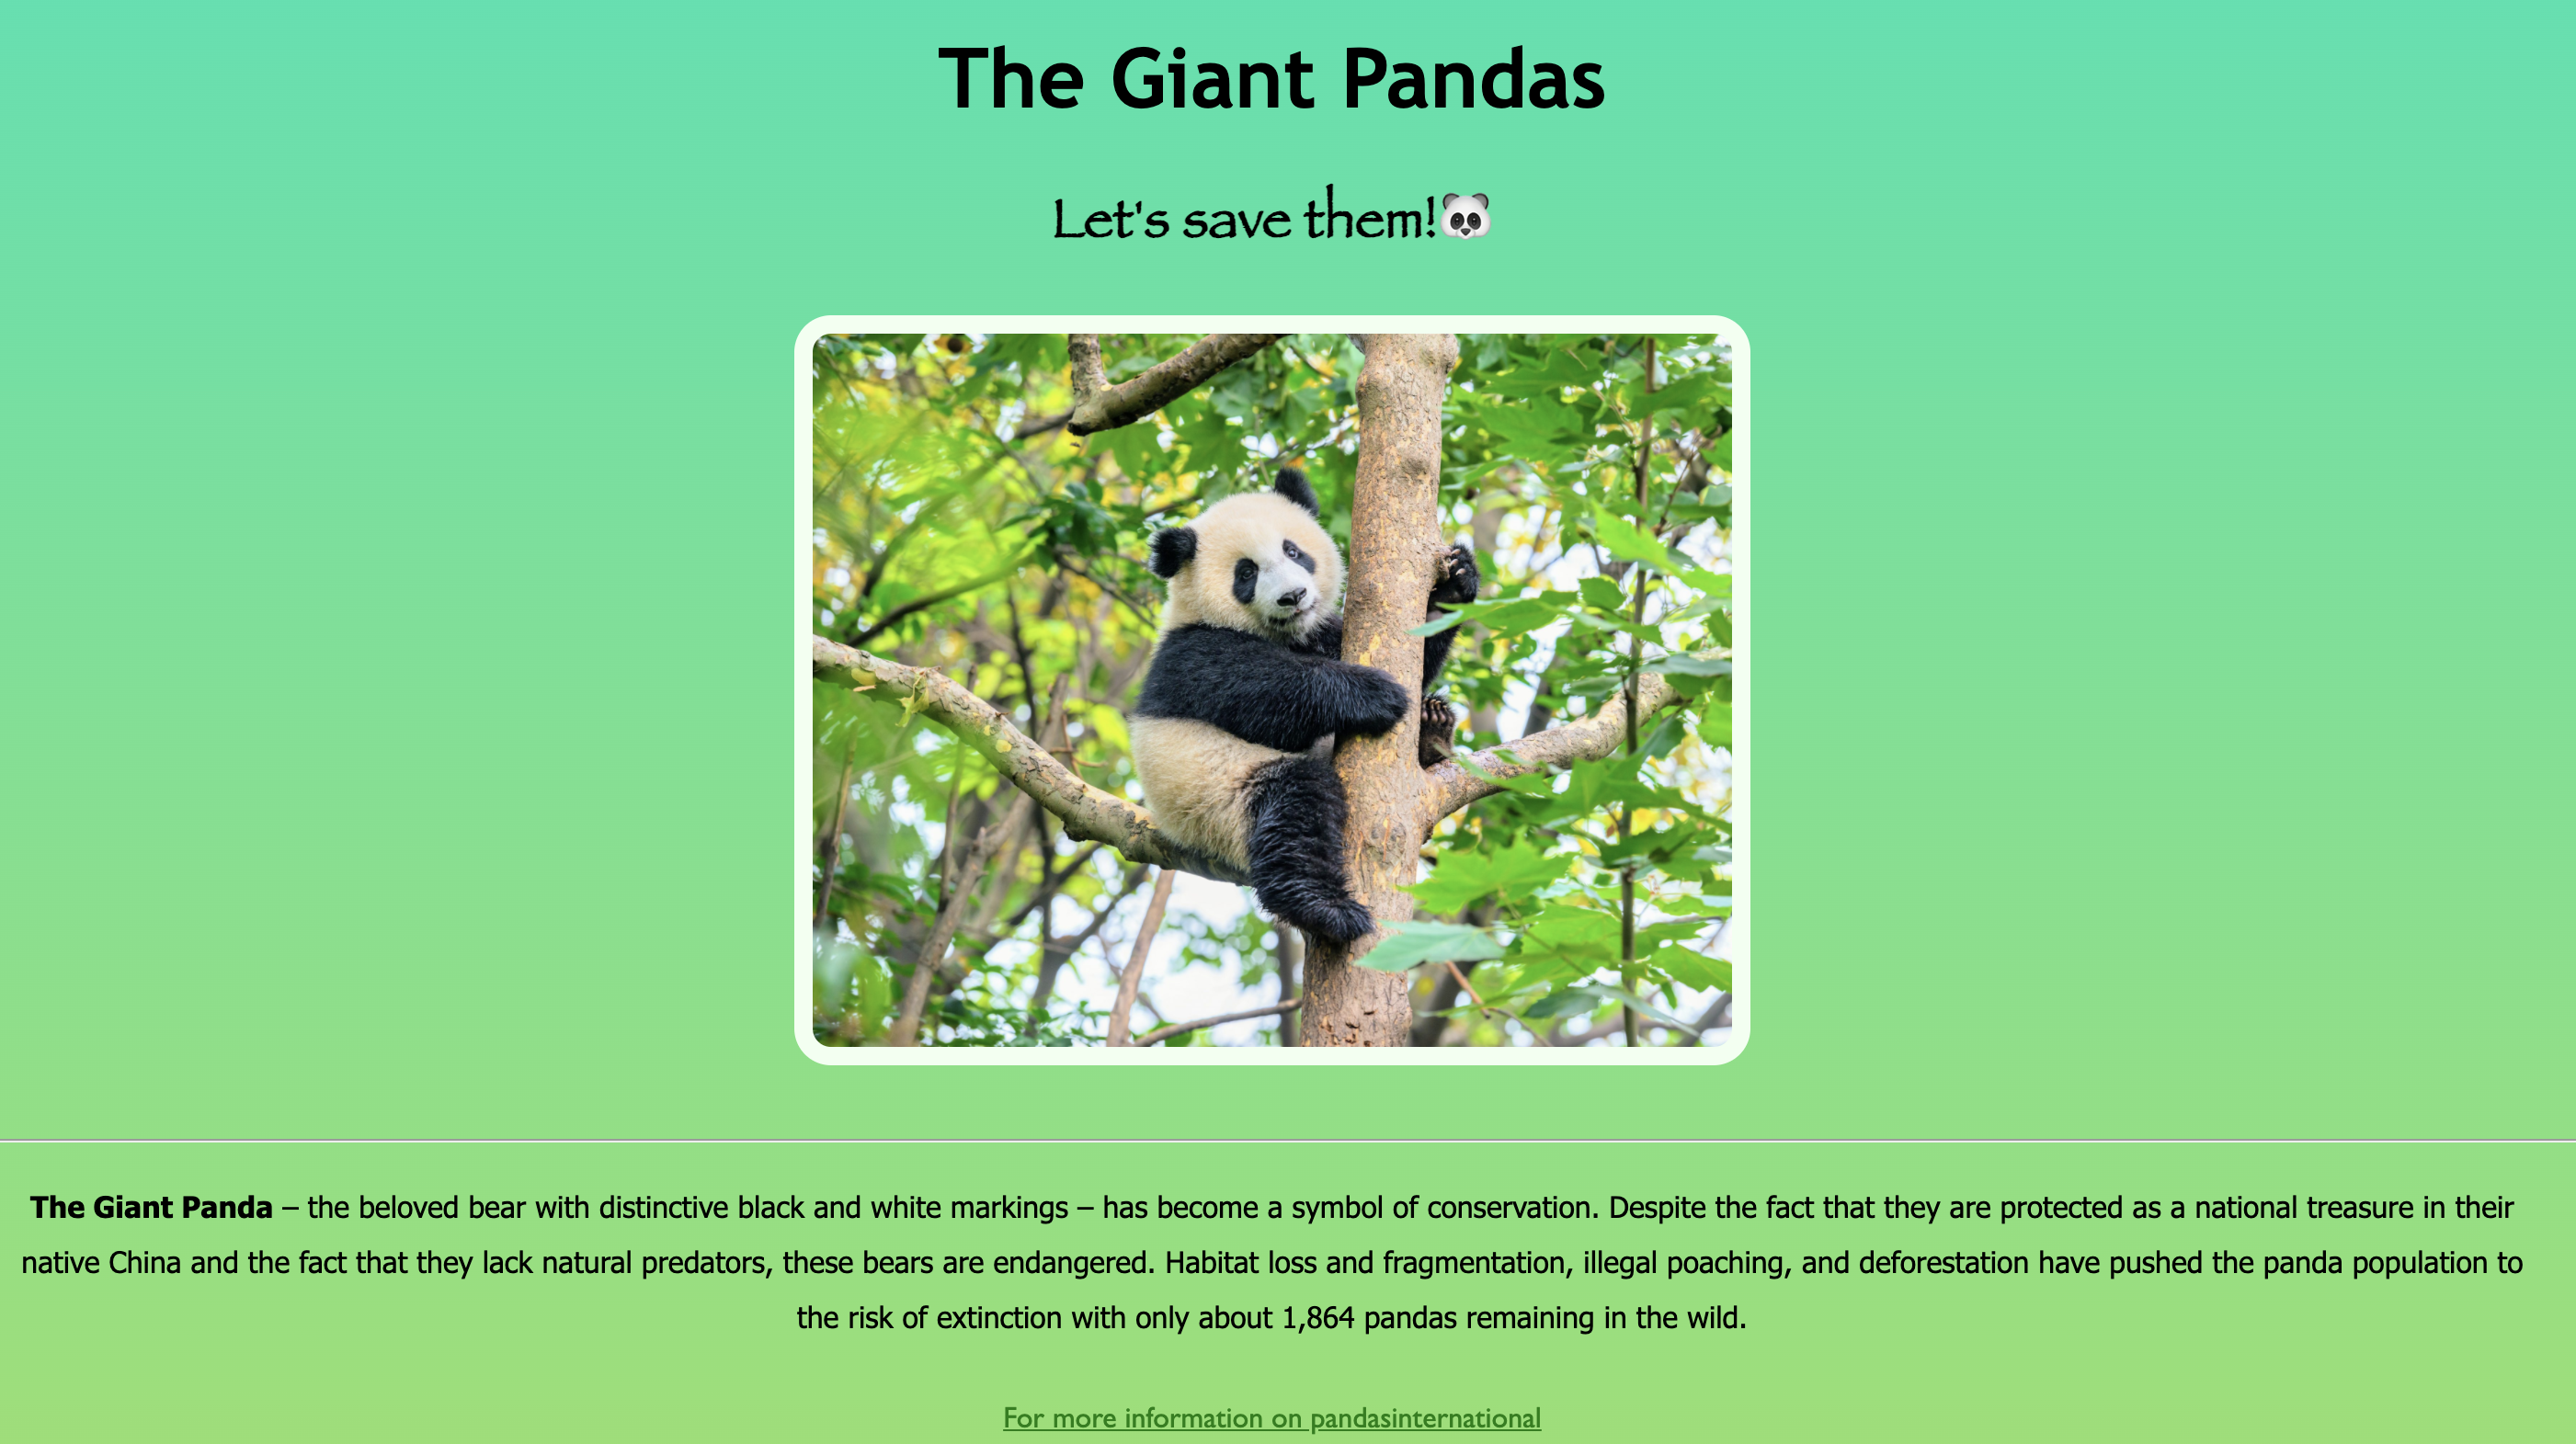 The Giant Pandas
Let's save them!🐼
The Giant Panda – the beloved bear with distinctive black and white markings – has become a symbol of conservation. Despite the fact that they are protected as a national treasure in their
native China and the fact that they lack natural predators, these bears are endangered. Habitat loss and fragmentation, illegal poaching, and deforestation have pushed the panda population to
the risk of extinction with only about 1,864 pandas remaining in the wild.
For more information on pandasinternational